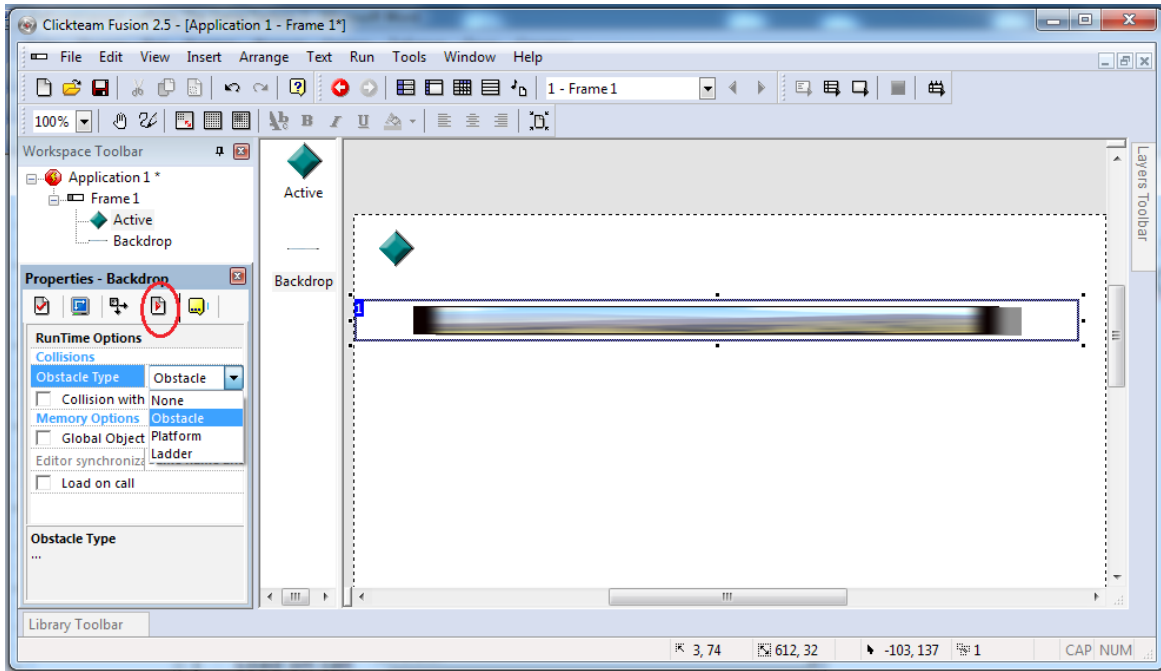 Clickteam Fusion 2.5 - [Application 1 - Frame 1*]
File Edit View Insert Arrange Text Run Tools Window Help
1 - Frame 1
100% B I U
Workspace Toolbar
Application 1 *
Frame 1
Active
Backdrop
Properties - Backdrop
RunTime Options
Collisions
Obstacle Type Obstacle
Collision with None
Memory Options Obstacle
Global Object Platform
Ladder
Load on call
Obstacle Type
...
Library Toolbar
Active
Backdrop
1
Layers Toolbar
3, 74 612, 32 -103, 137 1 CAP NUM